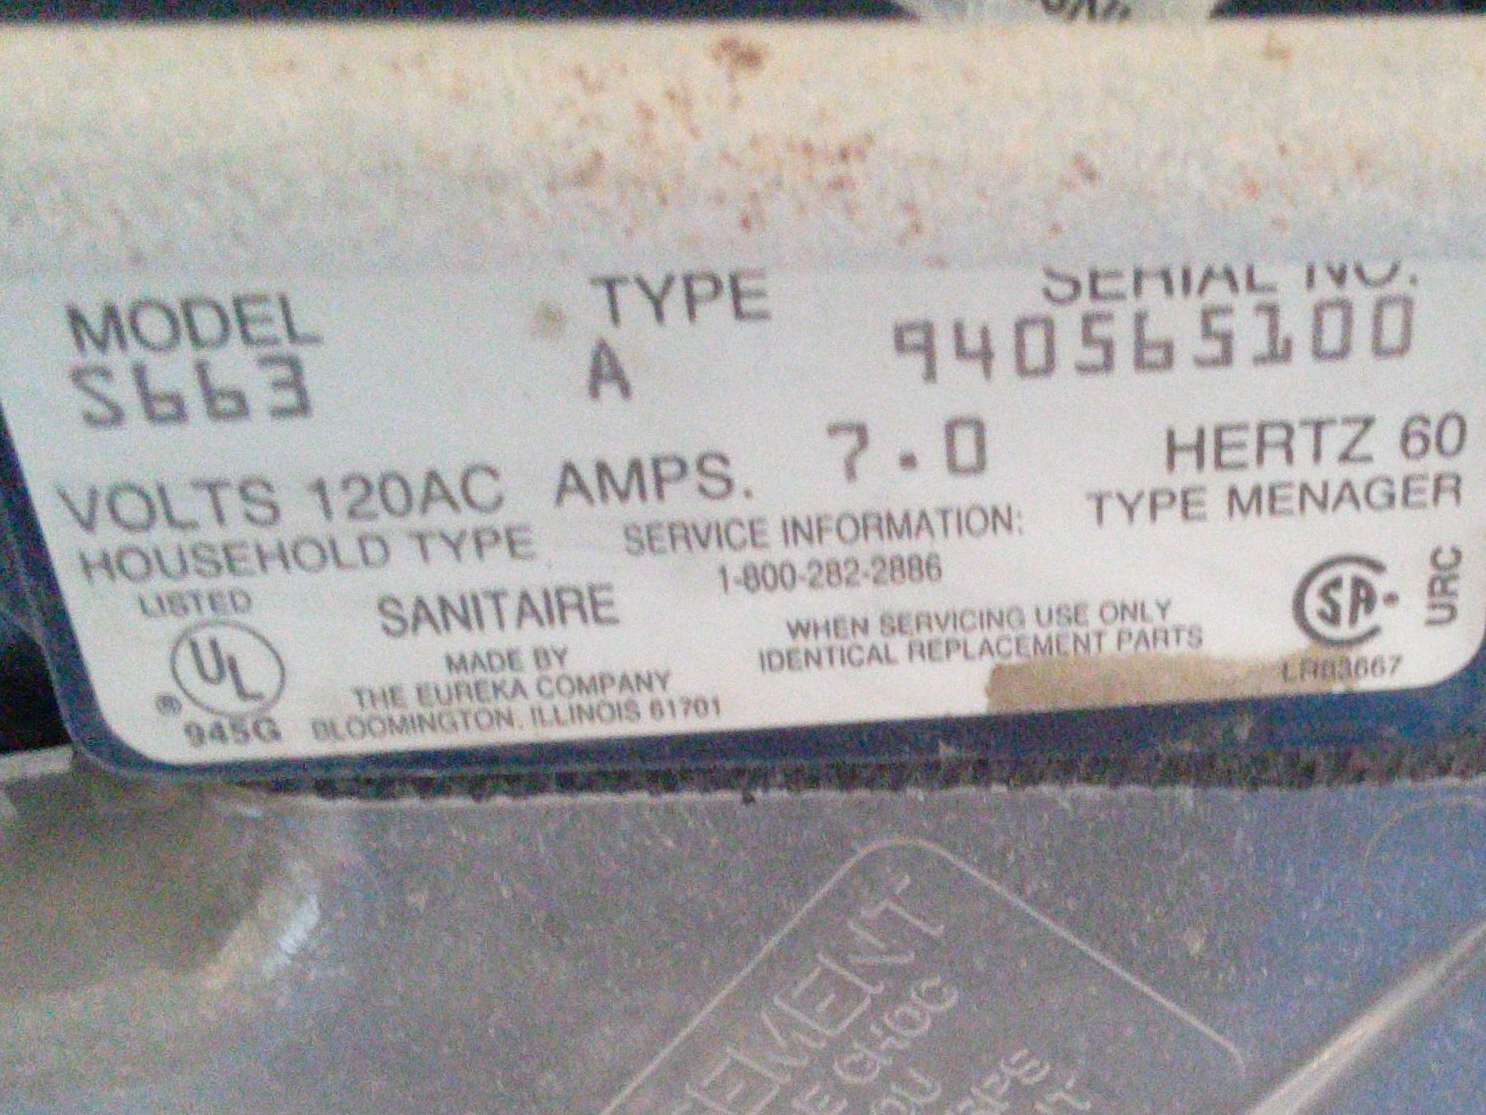 MODEL TYPE SERIAL NO.
S663 A 940565100
VOLTS 120AC AMPS. 7.0 HERTZ 60
HOUSEHOLD TYPE SERVICE INFORMATION: TYPE MENAGER
1-800-282-2886
LISTED
UL
®
945G
SANITAIRE
MADE BY
THE EUREKA COMPANY
BLOOMINGTON, ILLINOIS 61701
WHEN SERVICING USE ONLY
IDENTICAL REPLACEMENT PARTS
SA
URC
LR83667
CHOC